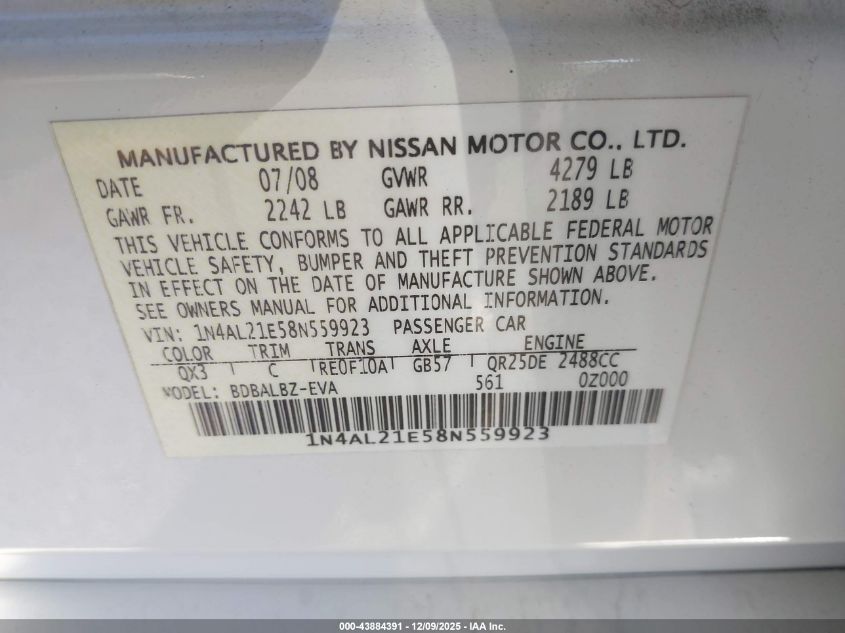 MANUFACTURED BY NISSAN MOTOR CO., LTD.
DATE 07/08 GVWR 4279 LB
GAWR FR. 2242 LB GAWR RR. 2189 LB
THIS VEHICLE CONFORMS TO ALL APPLICABLE FEDERAL MOTOR
VEHICLE SAFETY, BUMPER AND THEFT PREVENTION STANDARDS
IN EFFECT ON THE DATE OF MANUFACTURE SHOWN ABOVE.
SEE OWNERS MANUAL FOR ADDITIONAL INFORMATION.
VIN: 1N4AL21E58N559923 PASSENGER CAR
COLOR TRIM TRANS AXLE ENGINE
QX3 C RE0F10A GB57 QR25DE 2488CC
MODEL: BDBALBZ-EVA 561 0Z000
1N4AL21E58N559923
000-43884391 - 12/09/2025 - IAA Inc.